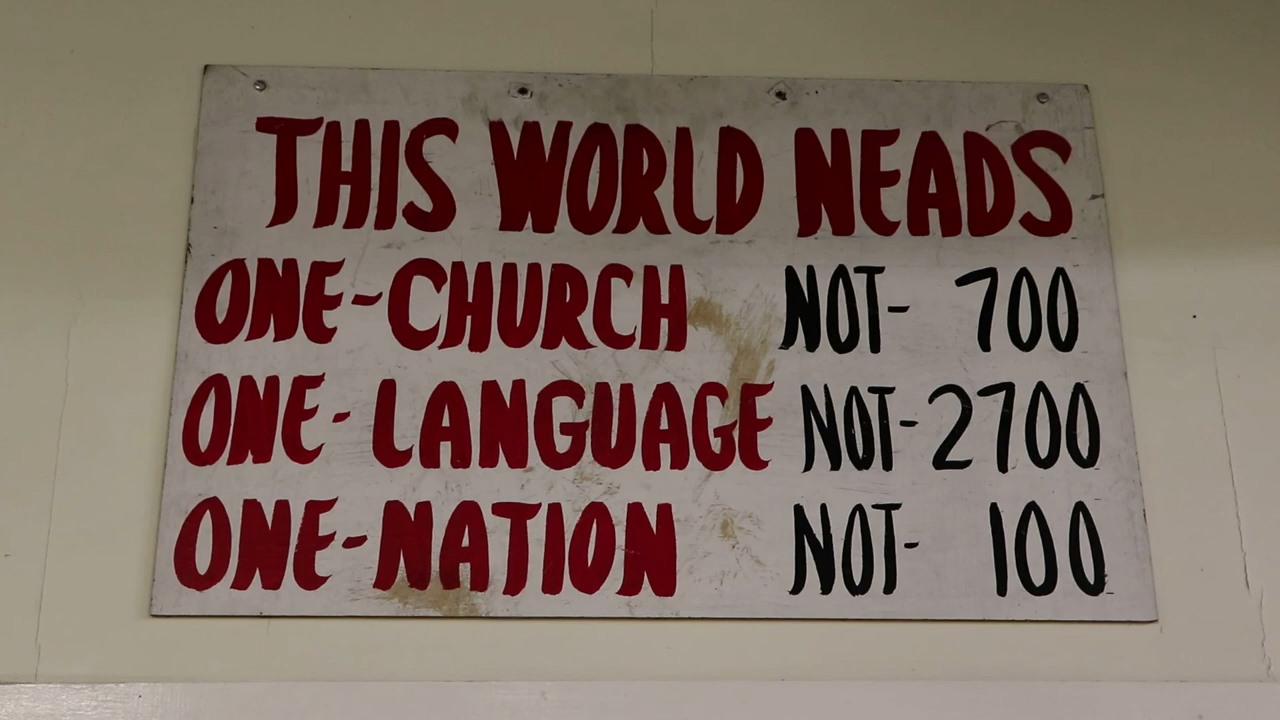 THIS WORLD NEADS
ONE-CHURCH NOT- 700
ONE-LANGUAGE NOT-2700
ONE-NATION NOT- 100